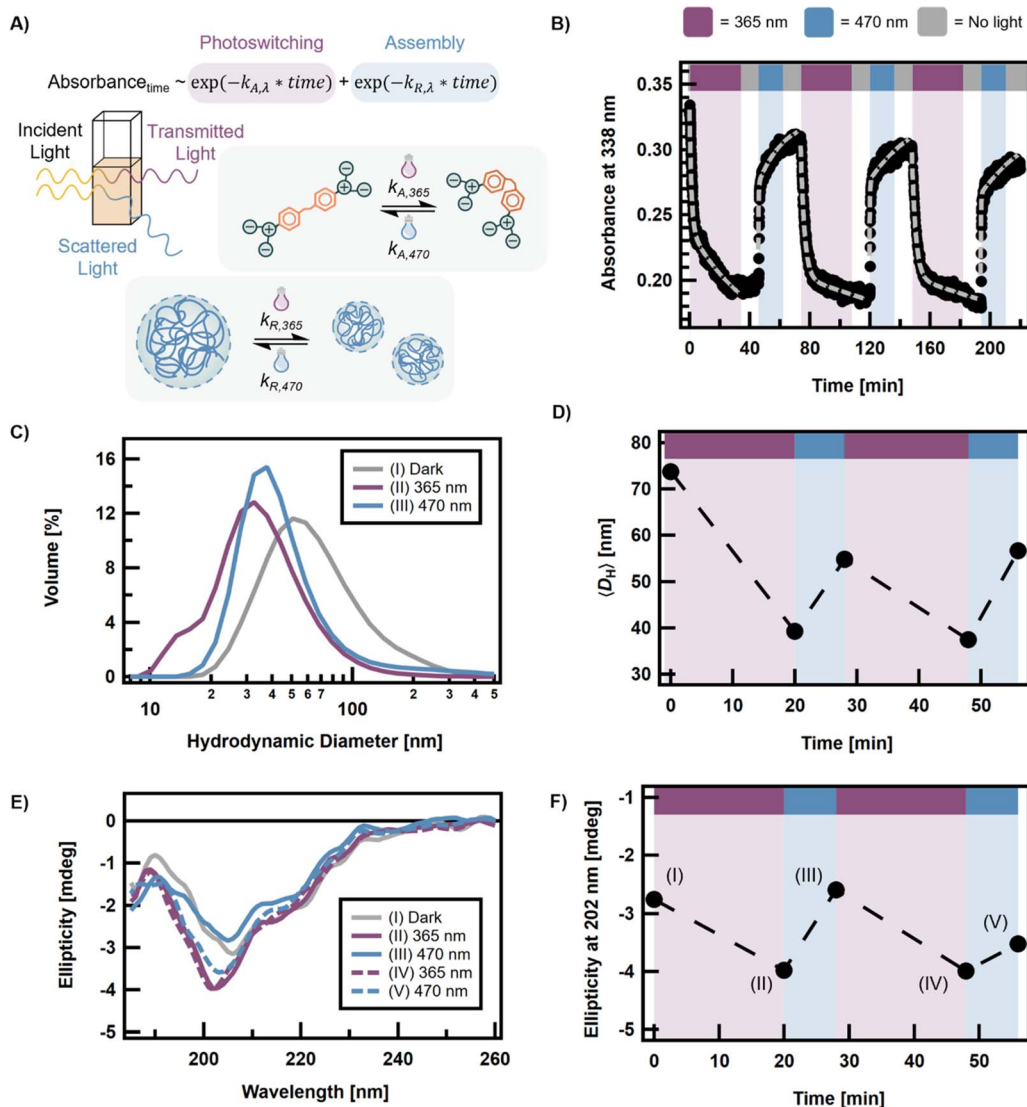 = 365 nm = 470 nm = No light
A)
Photoswitching Assembly
Absorbance_time ~ exp(−k_A,λ * time) + exp(−k_R,λ * time)
Incident
Light
Transmitted
Light
Scattered
Light
k_A,365
k_A,470
k_R,365
k_R,470
B)
Absorbance at 338 nm
0.35
0.30
0.25
0.20
0 40 80 120 160 200
Time [min]
C)
Volume [%]
16
12
8
4
0
(I) Dark
(II) 365 nm
(III) 470 nm
10 2 3 4 5 6 7 100 2 3 4 5
Hydrodynamic Diameter [nm]
D)
⟨D_H⟩ [nm]
80
70
60
50
40
30
0 10 20 30 40 50
Time [min]
E)
Ellipticity [mdeg]
0
-1
-2
-3
-4
-5
(I) Dark
(II) 365 nm
(III) 470 nm
(IV) 365 nm
(V) 470 nm
200 220 240 260
Wavelength [nm]
F)
Ellipticity at 202 nm [mdeg]
-1
-2
-3
-4
-5
(I)
(II)
(III)
(IV)
(V)
0 10 20 30 40 50
Time [min]